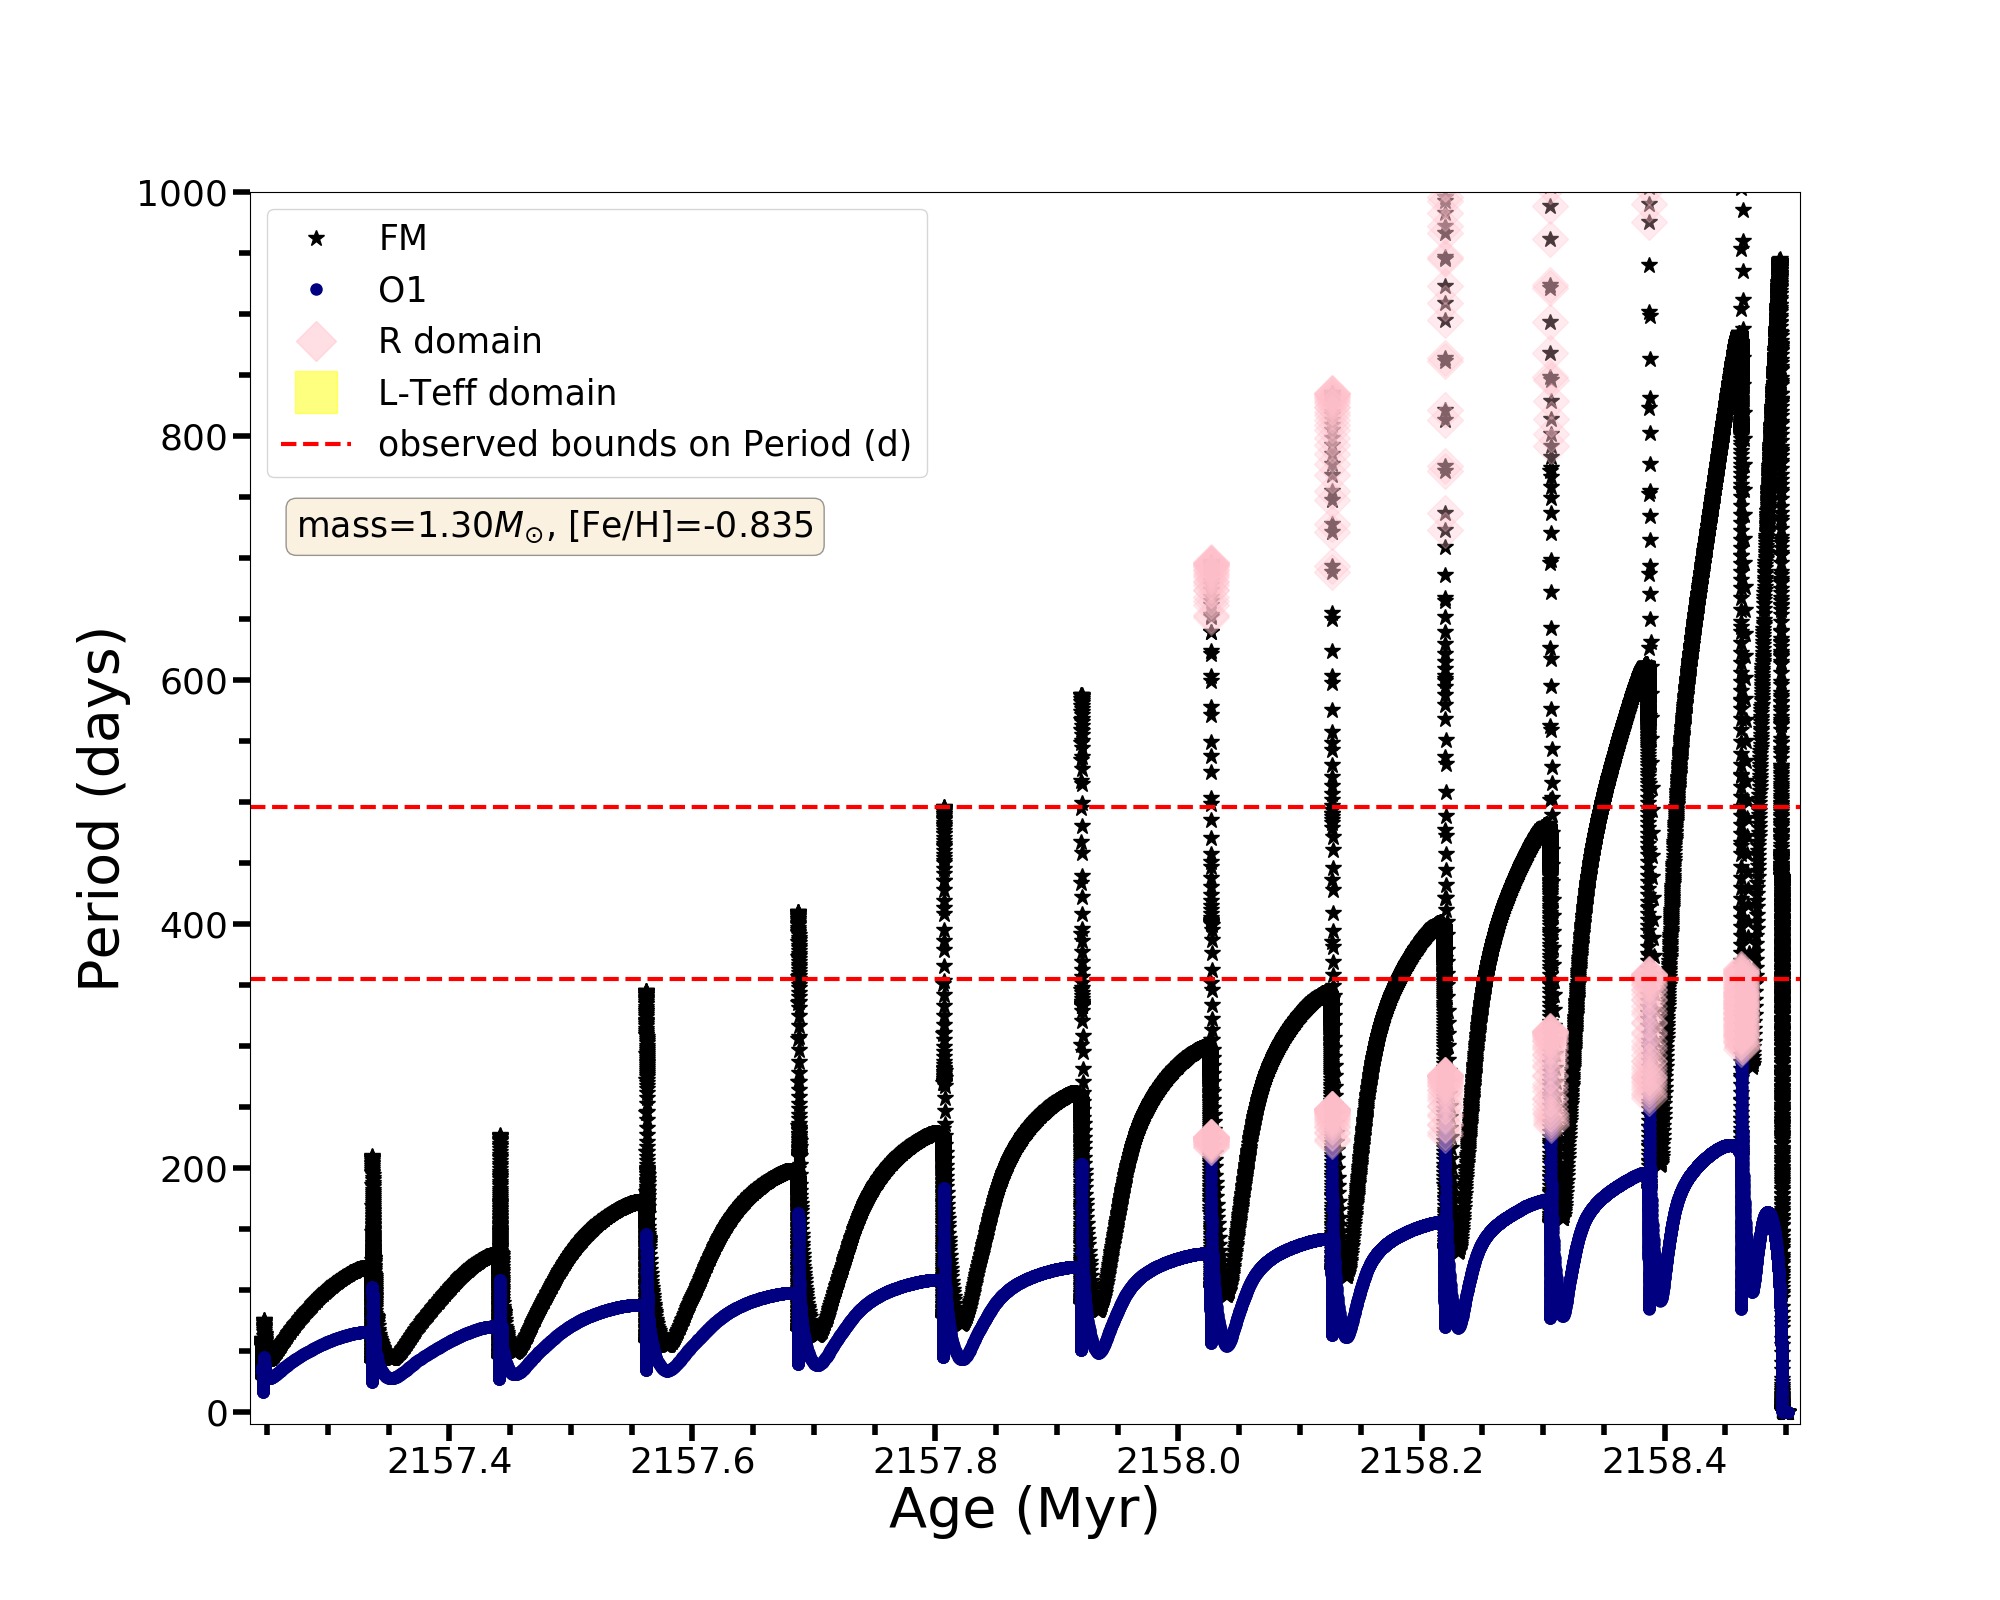 1000
800
600
400
200
0
Period (days)
FM
O1
R domain
L-Teff domain
observed bounds on Period (d)
mass=1.30M☉, [Fe/H]=-0.835
2157.4 2157.6 2157.8 2158.0 2158.2 2158.4
Age (Myr)